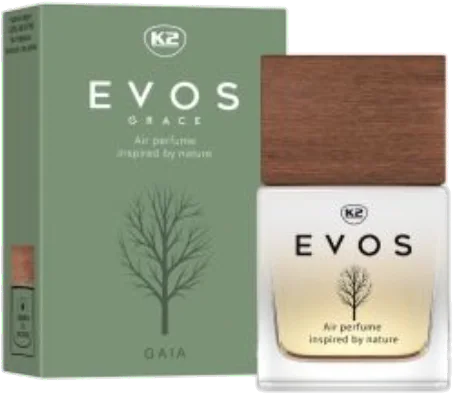 K2
EVOS
GRACE
Air perfume
inspired by nature
GAIA
K2
EVOS
Air perfume
inspired by nature